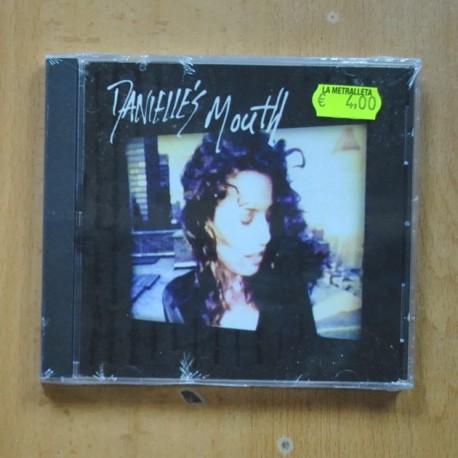 DANIELLE'S MOUTH
LA METRALLETA
€ 4,00